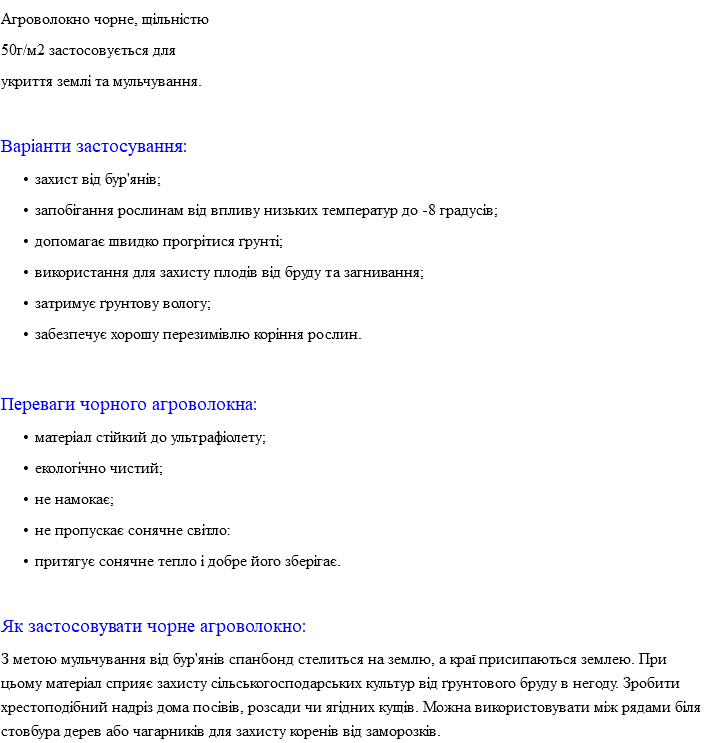 Агроволокно чорне, щільністю
50г/м2 застосовується для
укриття землі та мульчування.
Варіанти застосування:
• захист від бур'янів;
• запобігання рослинам від впливу низьких температур до -8 градусів;
• допомагає швидко прогрітися ґрунті;
• використання для захисту плодів від бруду та загнивання;
• затримує ґрунтову вологу;
• забезпечує хорошу перезимівлю коріння рослин.
Переваги чорного агроволокна:
• матеріал стійкий до ультрафіолету;
• екологічно чистий;
• не намокає;
• не пропускає сонячне світло:
• притягує сонячне тепло і добре його зберігає.
Як застосовувати чорне агроволокно:
З метою мульчування від бур'янів спанбонд стелиться на землю, а краї присипаються землею. При
цьому матеріал сприяє захисту сільськогосподарських культур від ґрунтового бруду в негоду. Зробити
хрестоподібний надріз дома посівів, розсади чи ягідних кущів. Можна використовувати між рядами біля
стовбура дерев або чагарників для захисту коренів від заморозків.